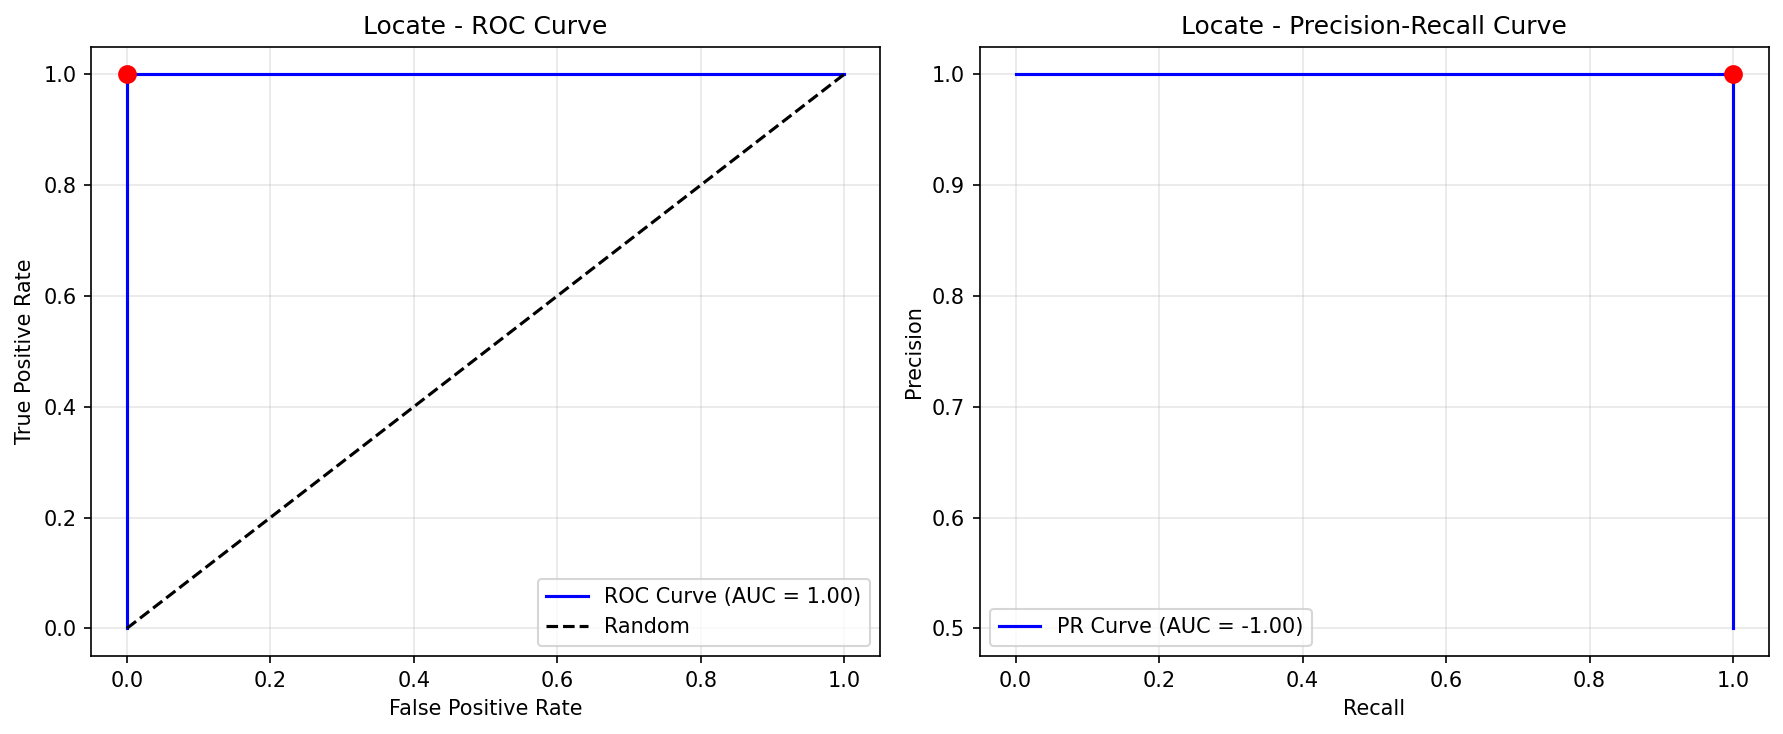 Locate - ROC Curve
True Positive Rate
1.0
0.8
0.6
0.4
0.2
0.0
ROC Curve (AUC = 1.00)
Random
0.0 0.2 0.4 0.6 0.8 1.0
False Positive Rate
Locate - Precision-Recall Curve
Precision
1.0
0.9
0.8
0.7
0.6
0.5
PR Curve (AUC = -1.00)
0.0 0.2 0.4 0.6 0.8 1.0
Recall